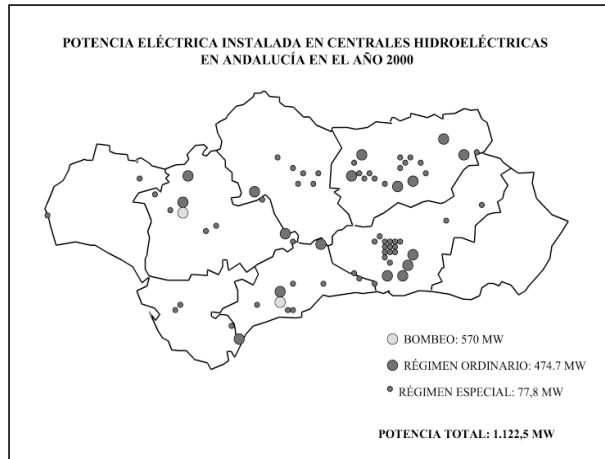 POTENCIA ELÉCTRICA INSTALADA EN CENTRALES HIDROELÉCTRICAS
EN ANDALUCÍA EN EL AÑO 2000
BOMBEO: 570 MW
RÉGIMEN ORDINARIO: 474.7 MW
RÉGIMEN ESPECIAL: 77,8 MW
POTENCIA TOTAL: 1.122,5 MW